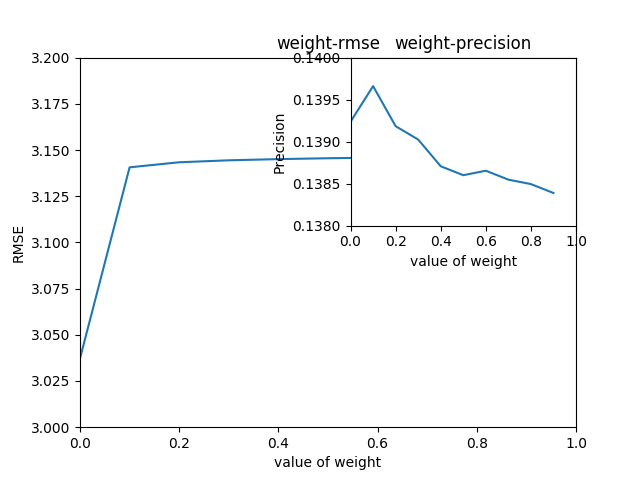 weight-rmse
weight-precision
3.200
3.175
3.150
3.125
3.100
3.075
3.050
3.025
3.000
RMSE
0.0 0.2 0.4 0.6 0.8 1.0
value of weight
0.1400
0.1395
0.1390
0.1385
0.1380
Precision
0.0 0.2 0.4 0.6 0.8 1.0
value of weight